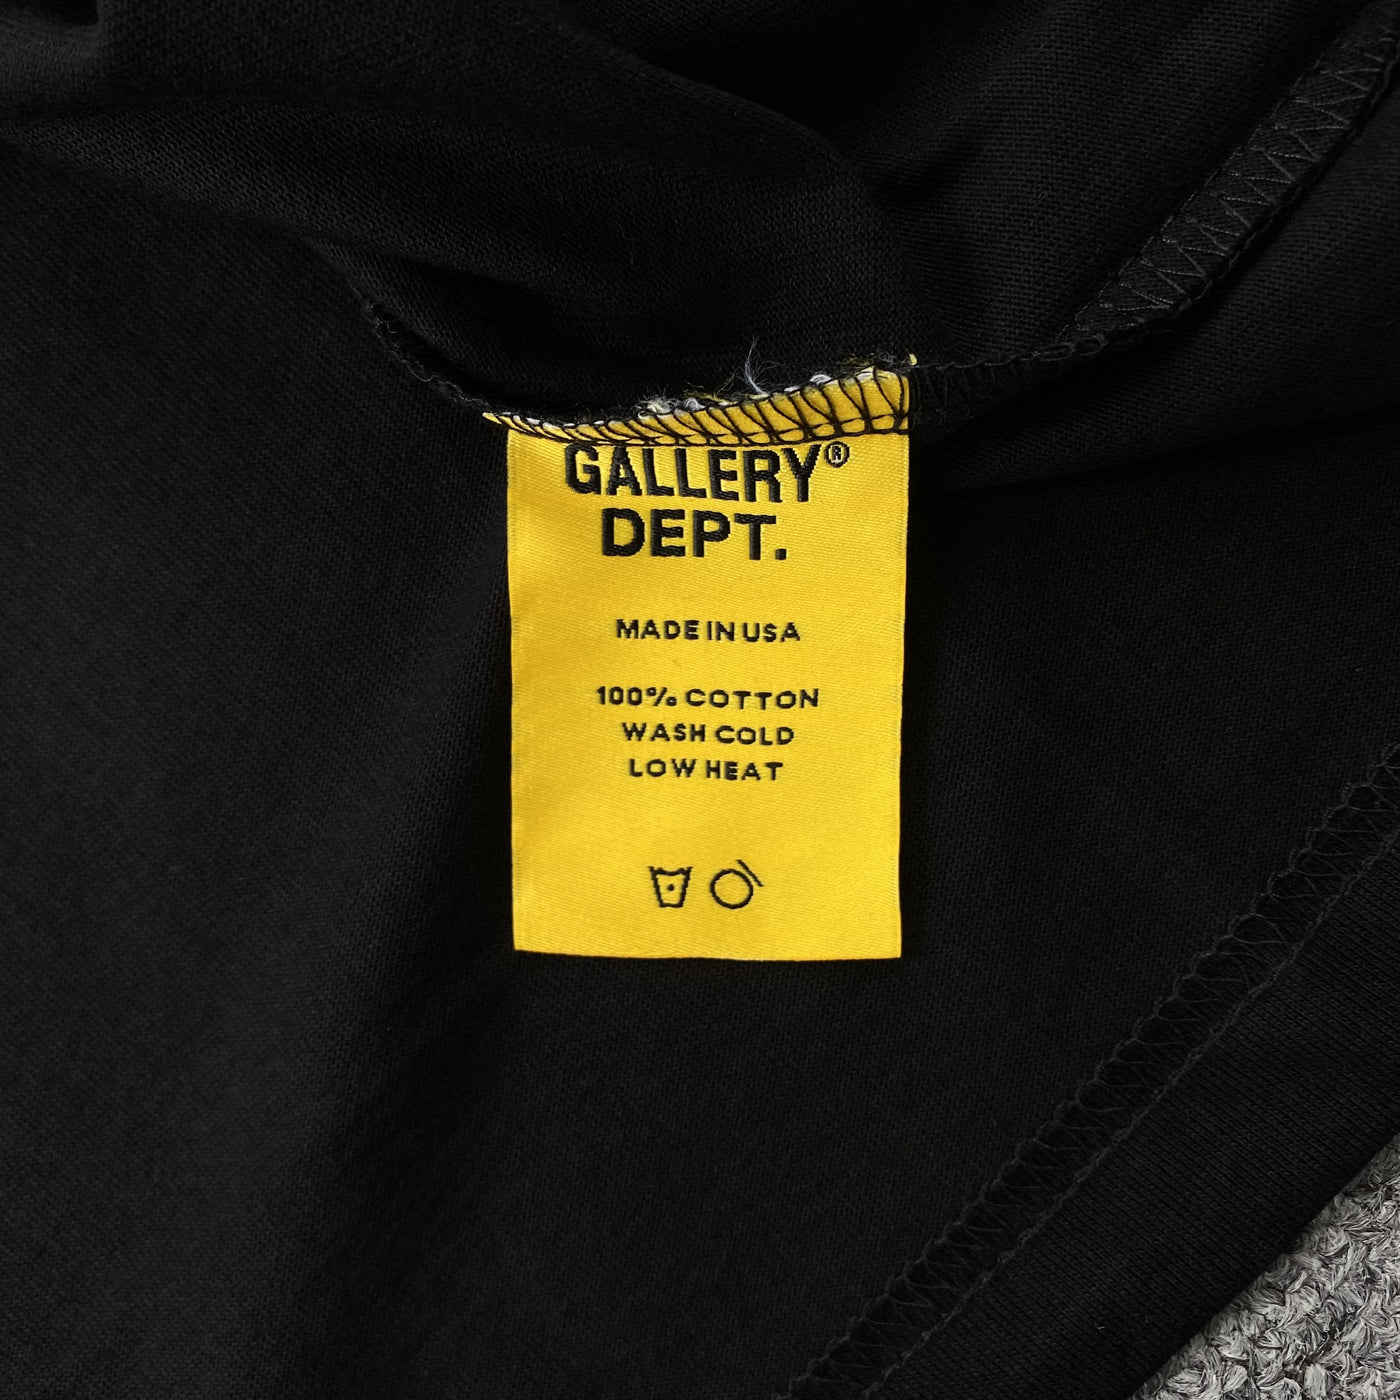 GALLERY®
DEPT.
MADE IN USA
100% COTTON
WASH COLD
LOW HEAT